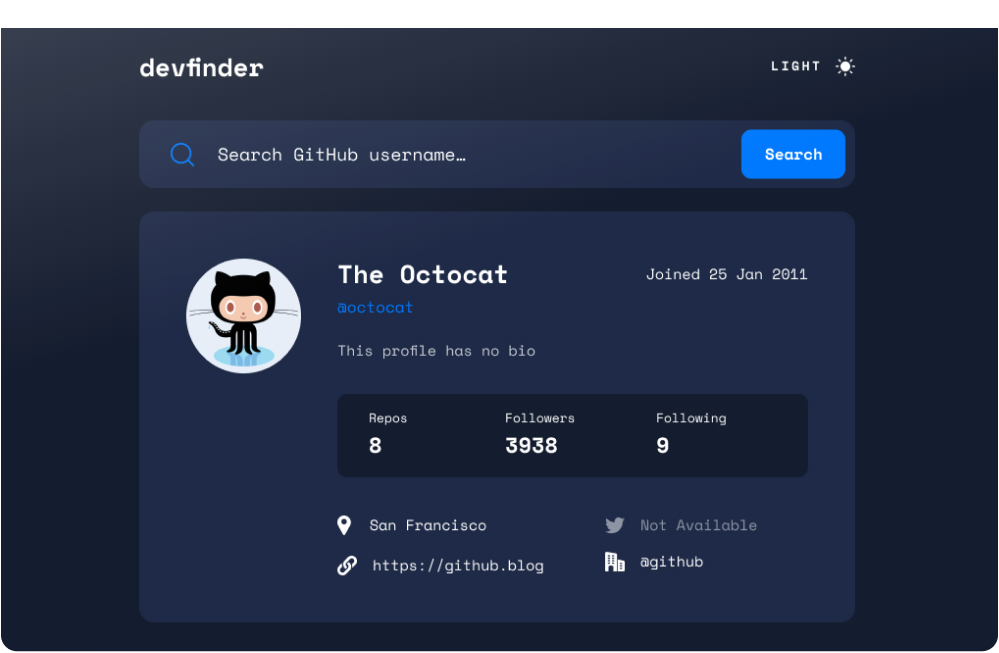 devfinder
LIGHT
Search GitHub username…
Search
The Octocat
Joined 25 Jan 2011
@octocat
This profile has no bio
Repos Followers Following
8 3938 9
San Francisco
Not Available
https://github.blog
@github